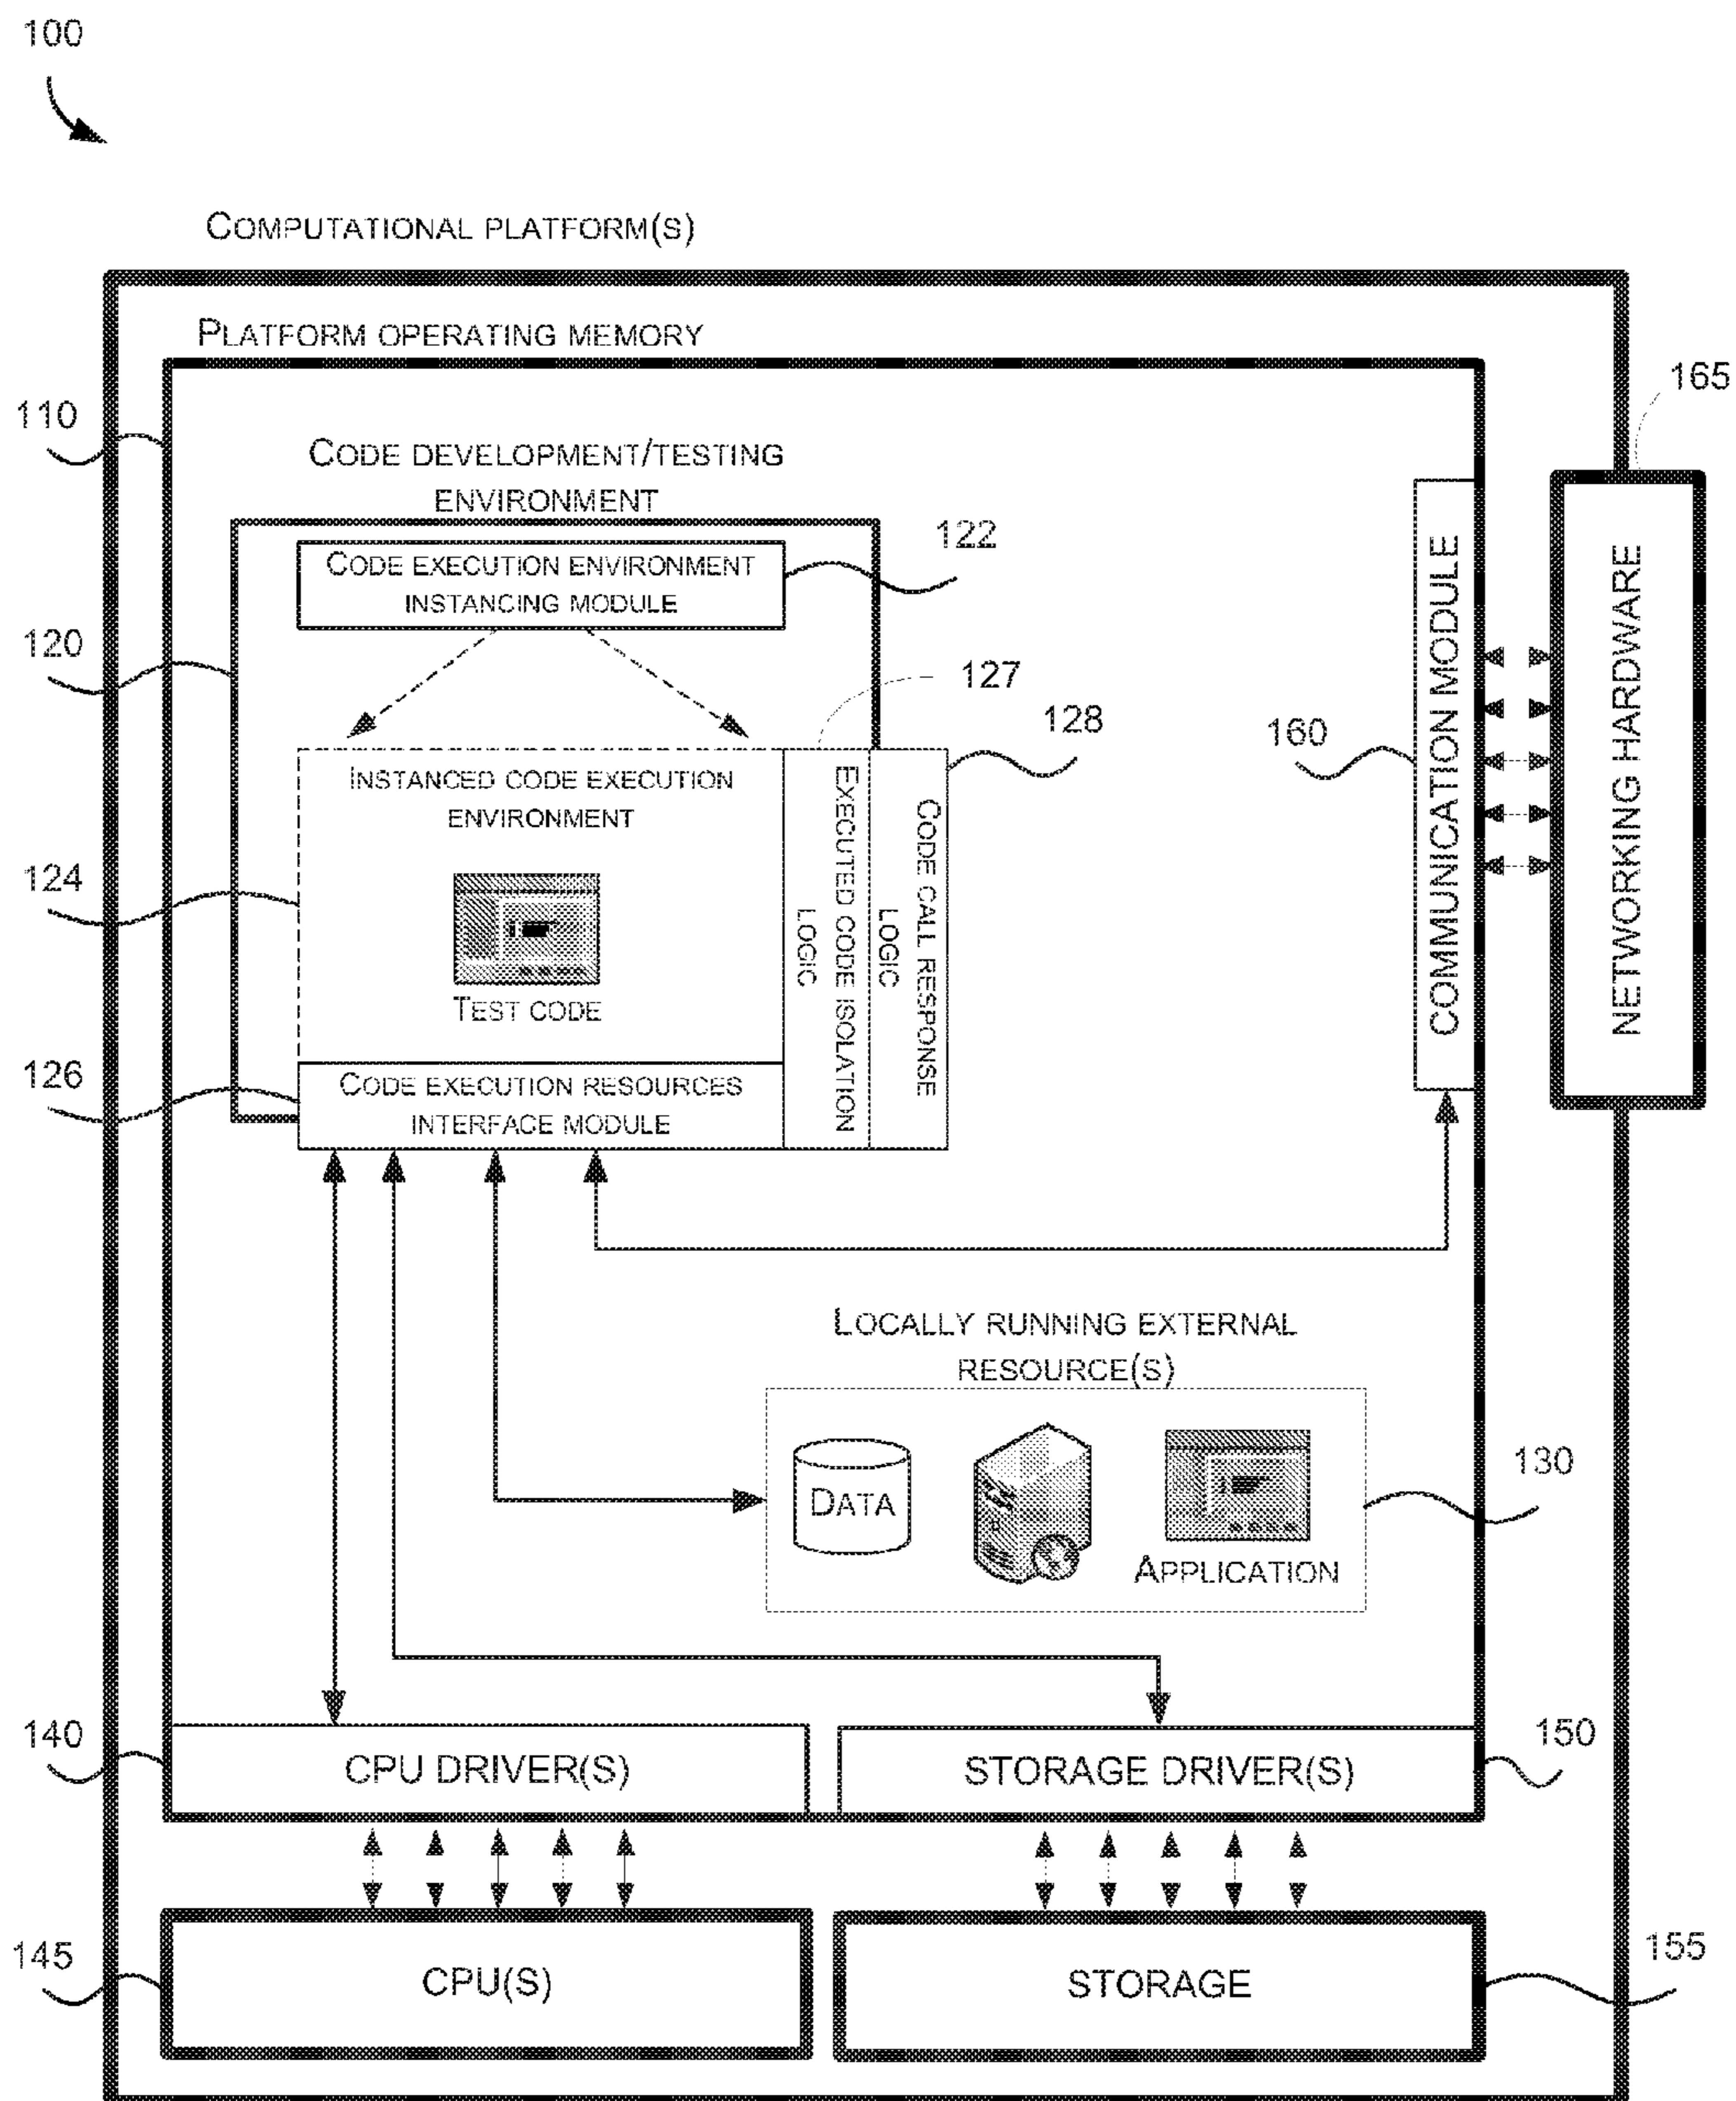 100
COMPUTATIONAL PLATFORM(S)
PLATFORM OPERATING MEMORY
165
110
CODE DEVELOPMENT/TESTING
ENVIRONMENT
122
CODE EXECUTION ENVIRONMENT
INSTANCING MODULE
120
127
128
160
COMMUNICATION MODULE
NETWORKING HARDWARE
INSTANCED CODE EXECUTION
ENVIRONMENT
EXECUTED CODE ISOLATION
LOGIC
CODE CALL RESPONSE
LOGIC
124
TEST CODE
126
CODE EXECUTION RESOURCES
INTERFACE MODULE
LOCALLY RUNNING EXTERNAL
RESOURCE(S)
130
DATA
APPLICATION
140
CPU DRIVER(S)
STORAGE DRIVER(S)
150
145
CPU(S)
STORAGE
155